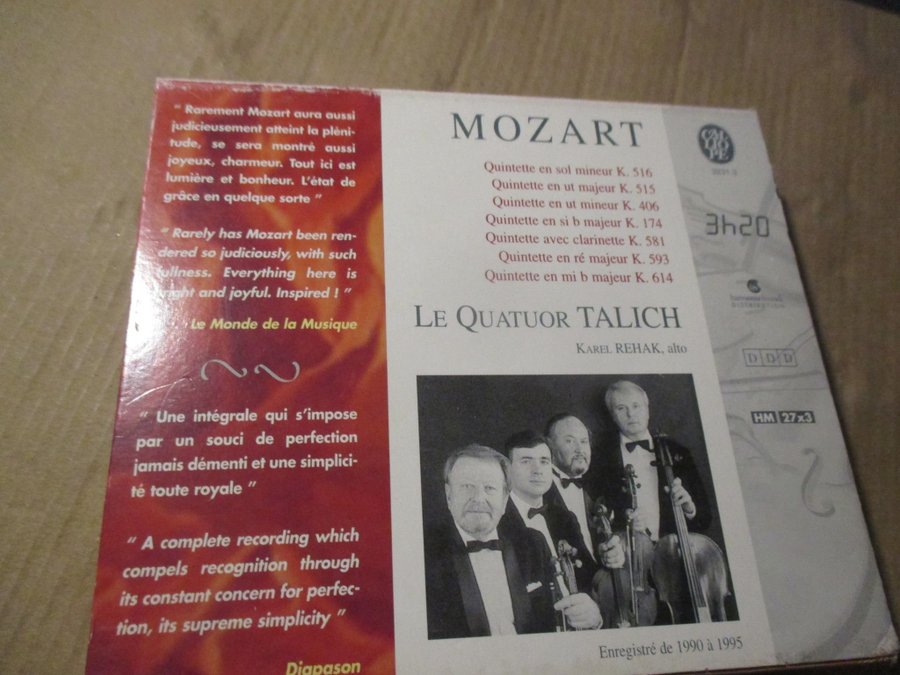 " Rarement Mozart aura aussi
judicieusement atteint la pléni-
tude, se sera montré aussi
joyeux, charmeur. Tout ici est
lumière et bonheur. L'état de
grâce en quelque sorte "
" Rarely has Mozart been ren-
dered so judiciously, with such
fullness. Everything here is
bright and joyful. Inspired ! "
Le Monde de la Musique
" Une intégrale qui s'impose
par un souci de perfection
jamais démenti et une simplici-
té toute royale "
" A complete recording which
compels recognition through
its constant concern for perfec-
tion, its supreme simplicity "
Diapason
MOZART
Quintette en sol mineur K. 516
Quintette en ut majeur K. 515
Quintette en ut mineur K. 406
Quintette en si b majeur K. 174
Quintette avec clarinette K. 581
Quintette en ré majeur K. 593
Quintette en mi b majeur K. 614
LE QUATUOR TALICH
KAREL REHAK, alto
Enregistré de 1990 à 1995
CALLIOPE
3h20
harmonia mundi
DISTRIBUTION
DDD
HM 27x3